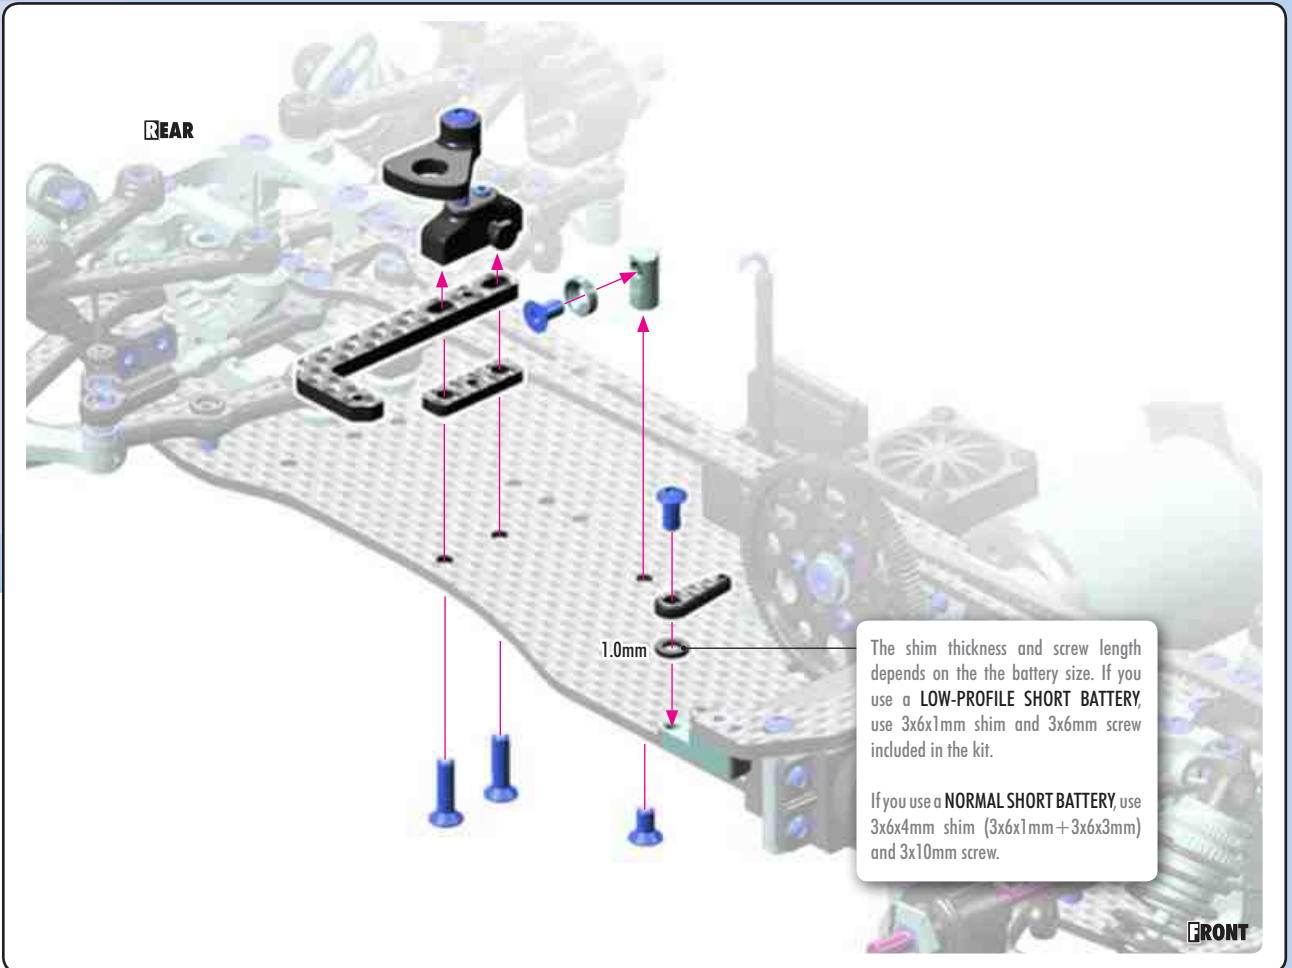 REAR
1.0mm
The shim thickness and screw length
depends on the the battery size. If you
use a LOW-PROFILE SHORT BATTERY,
use 3x6x1mm shim and 3x6mm screw
included in the kit.
If you use a NORMAL SHORT BATTERY, use
3x6x4mm shim (3x6x1mm+3x6x3mm)
and 3x10mm screw.
FRONT